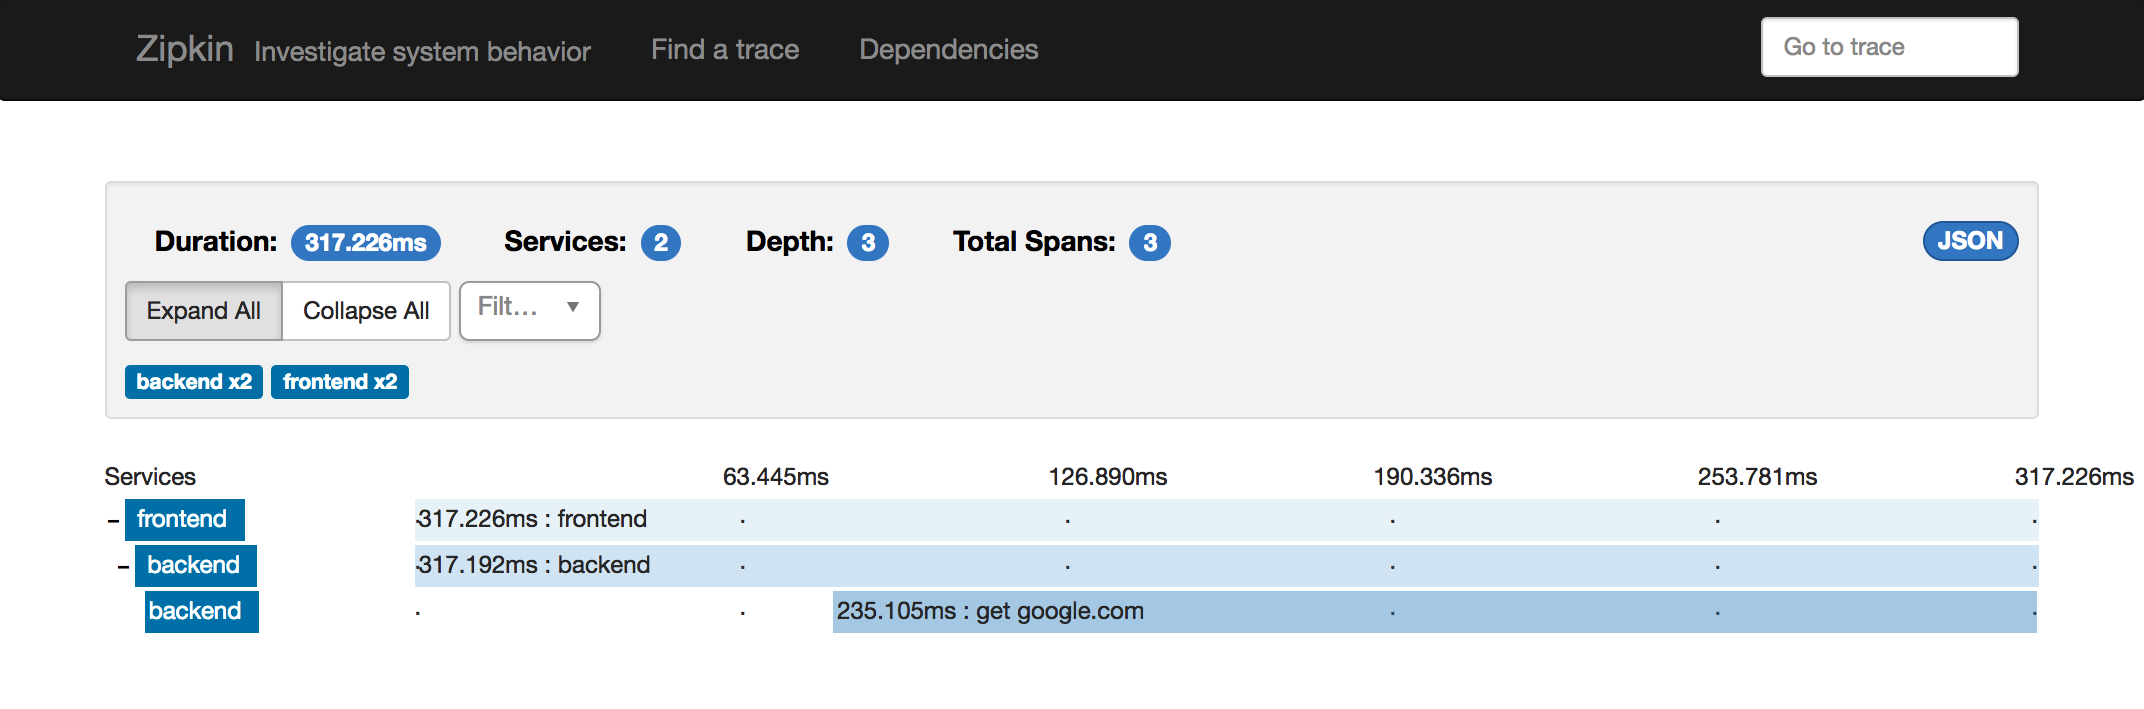 Zipkin Investigate system behavior Find a trace Dependencies Go to trace
Duration: 317.226ms Services: 2 Depth: 3 Total Spans: 3 JSON
Expand All Collapse All Filt...
backend x2 frontend x2
Services 63.445ms 126.890ms 190.336ms 253.781ms 317.226ms
– frontend 317.226ms : frontend
– backend 317.192ms : backend
backend 235.105ms : get google.com